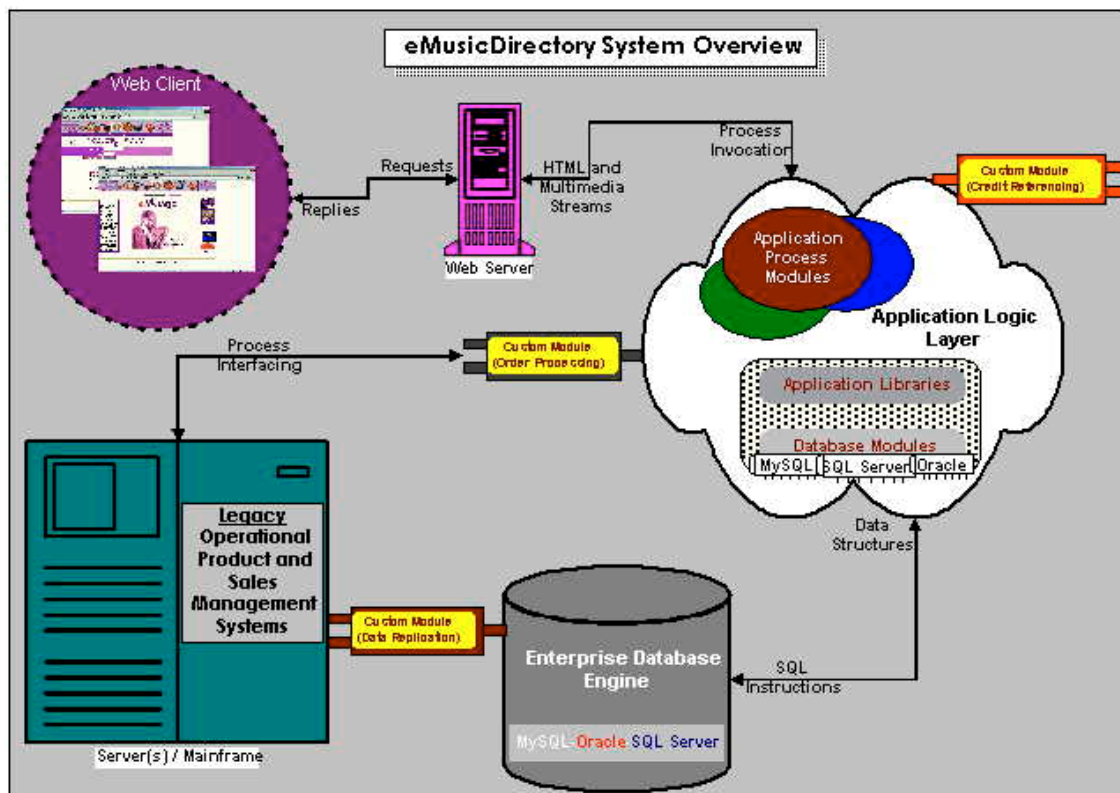 eMusicDirectory System Overview
Web Client
Requests
Replies
Web Server
HTML and
Multimedia
Streams
Process
Invocation
Custom Module
(Credit Referencing)
Application
Process
Modules
Application Logic
Layer
Application Libraries
Database Modules
MySQL
SQL Server
Oracle
Process
Interfacing
Custom Module
(Order Processing)
Legacy
Operational
Product and
Sales
Management
Systems
Server(s) / Mainframe
Custom Module
(Data Replication)
Enterprise Database
Engine
MySQL-Oracle-SQL Server
Data
Structures
SQL
Instructions